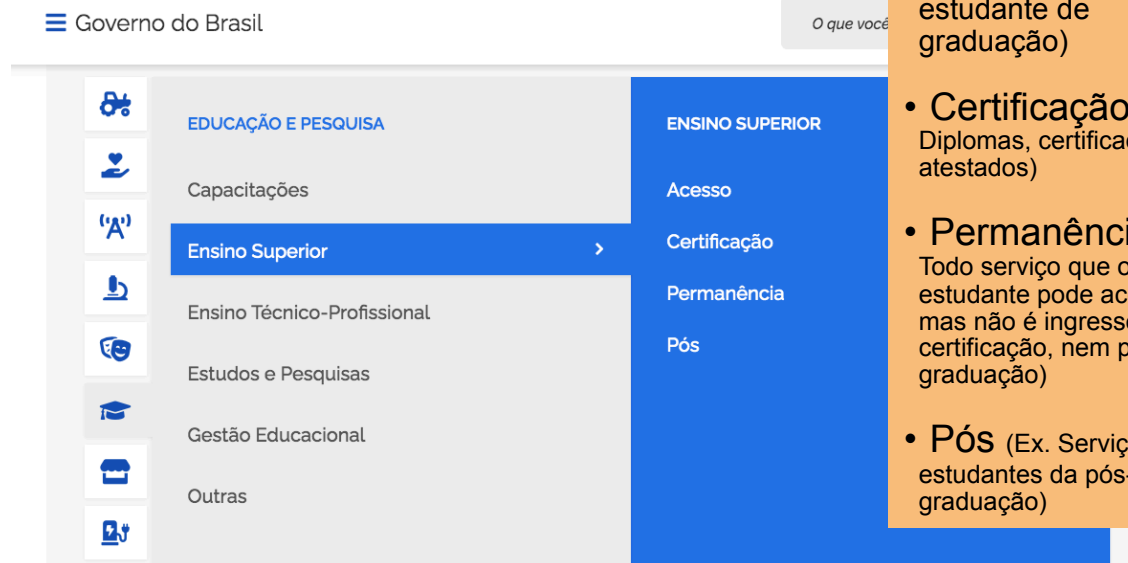 Governo do Brasil
O que você
EDUCAÇÃO E PESQUISA
Capacitações
Ensino Superior
Ensino Técnico-Profissional
Estudos e Pesquisas
Gestão Educacional
Outras
ENSINO SUPERIOR
Acesso
Certificação
Permanência
Pós
estudante de
graduação)
• Certificação
Diplomas,
atestados)
•
Todo serviço que
estudante pode
mas não é
certificação, nem
graduação)
• Pós (Ex.
estudantes da pós-
graduação)